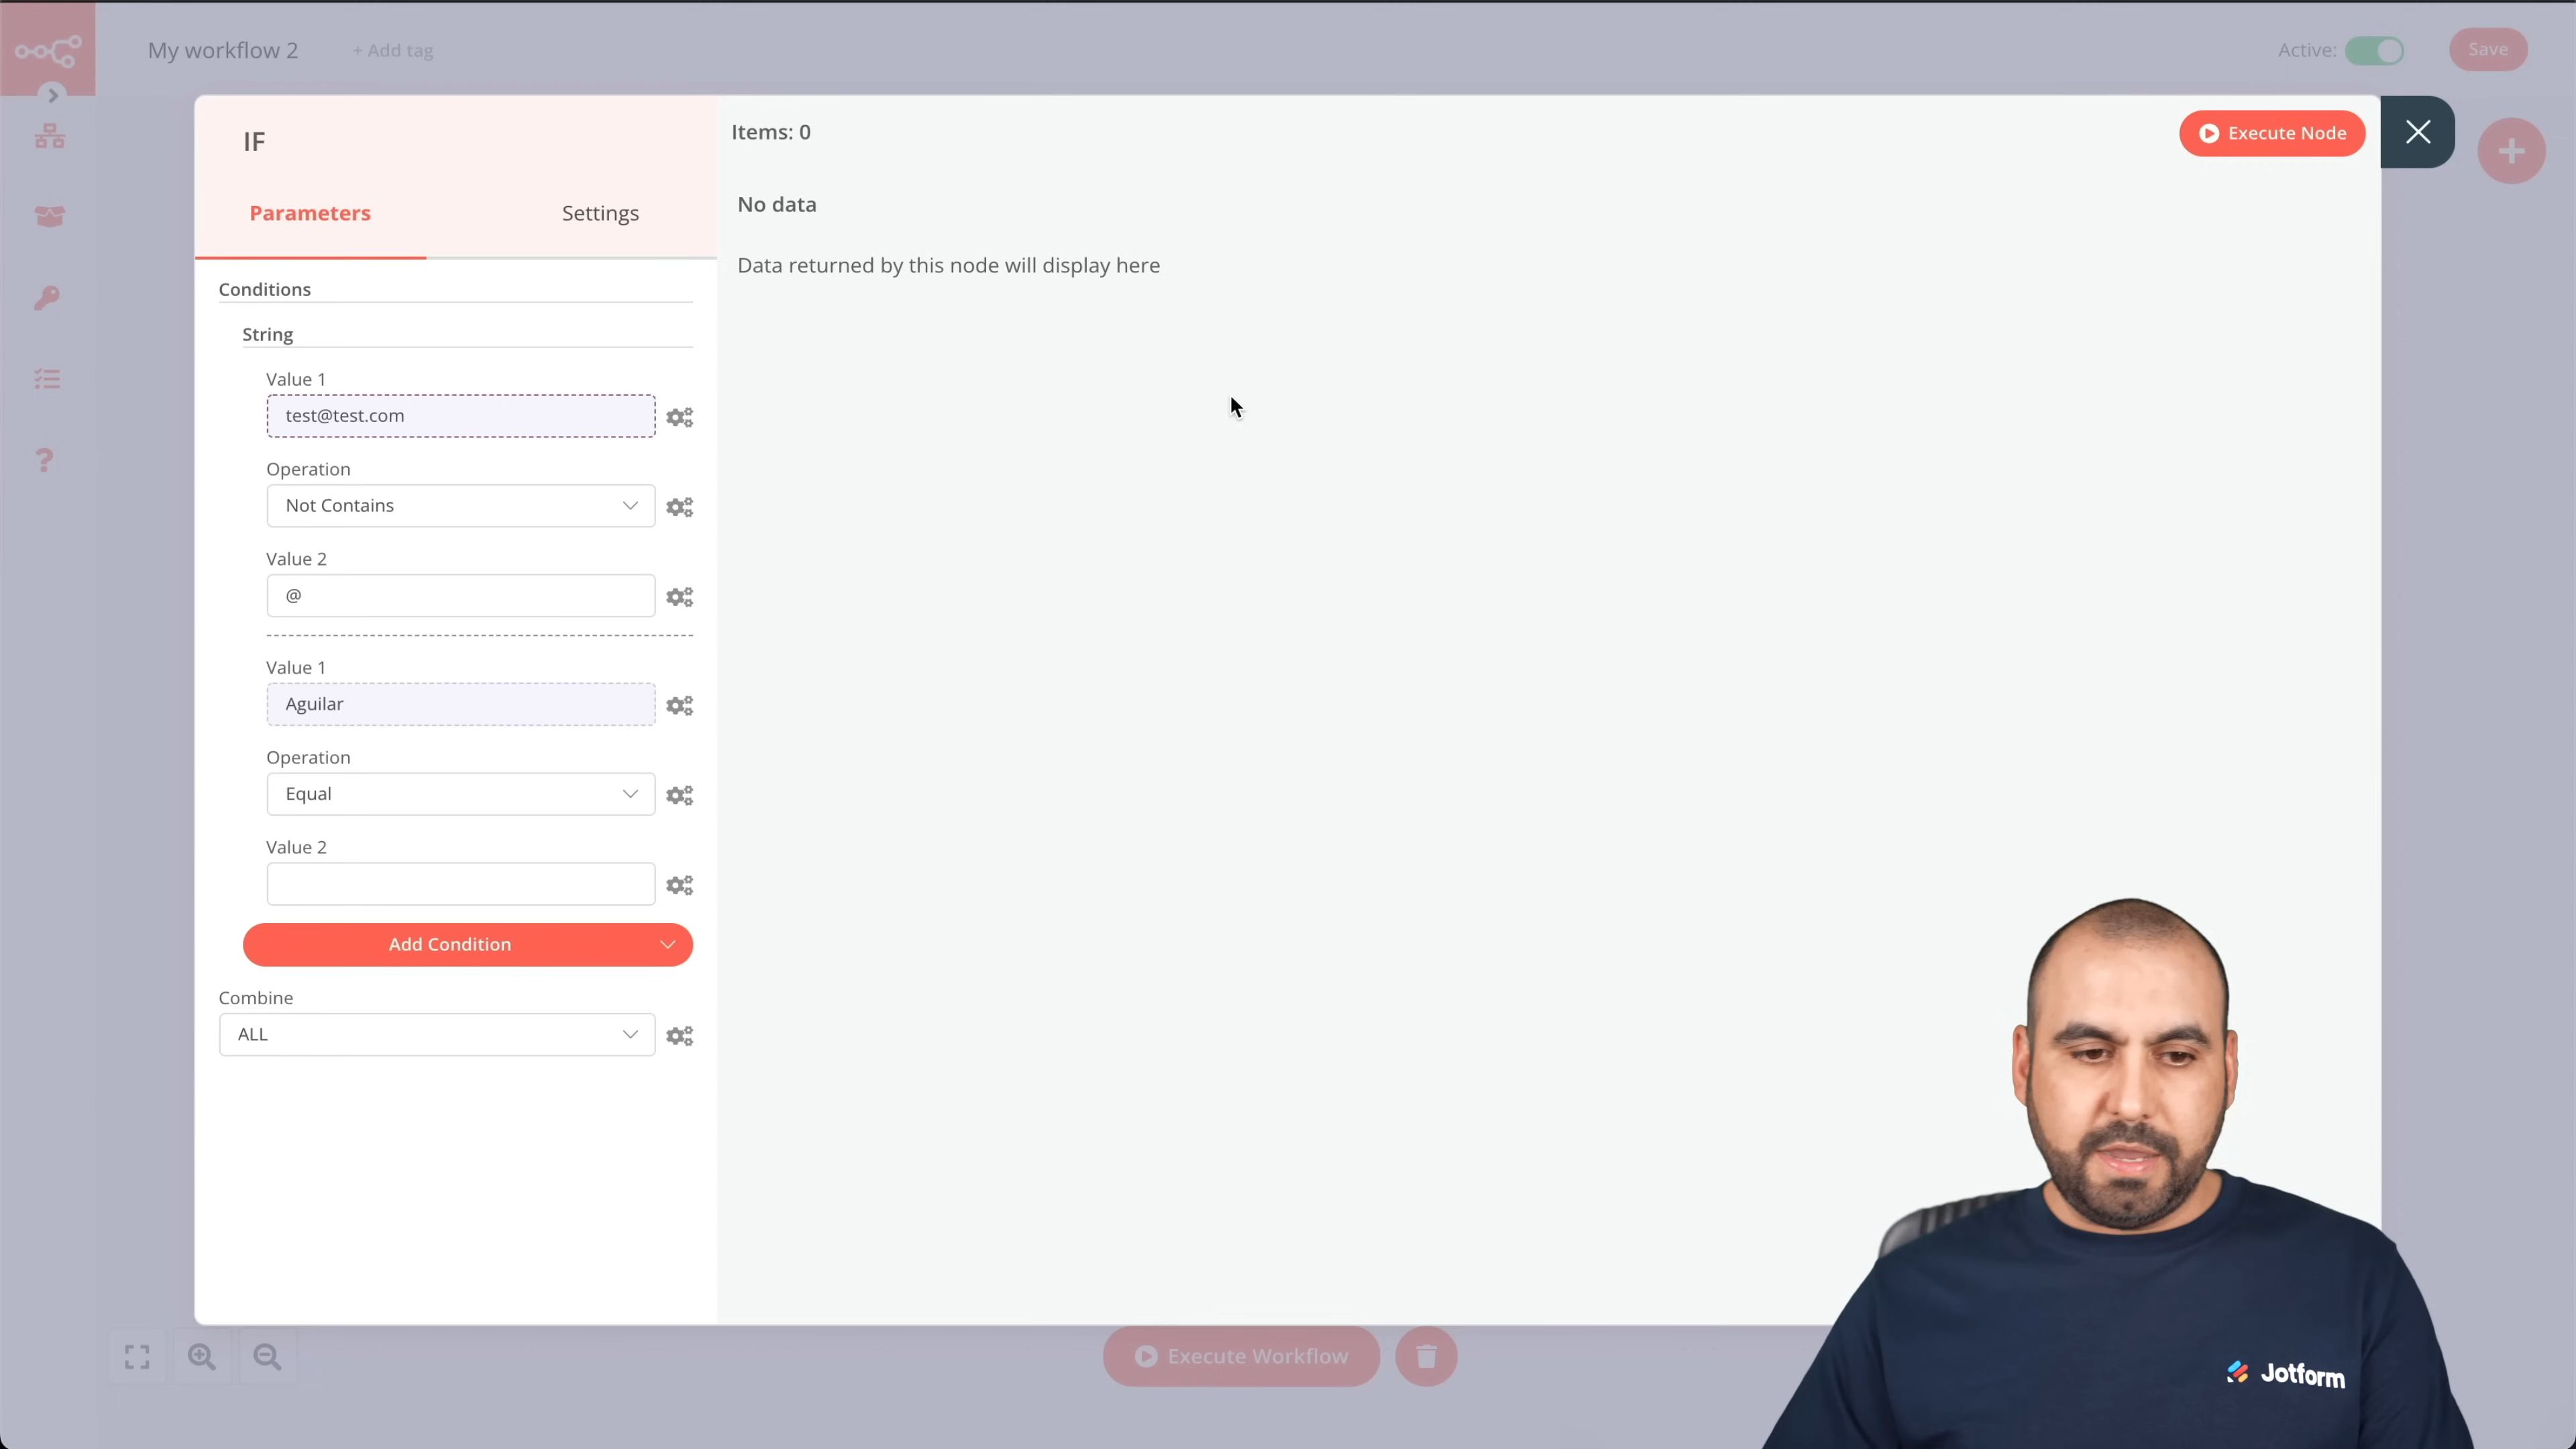 My workflow 2
+ Add tag
Active:
Save
IF
Items: 0
Execute Node
Parameters
Settings
No data
Data returned by this node will display here
Conditions
String
Value 1
test@test.com
Operation
Not Contains
Value 2
@
Value 1
Aguilar
Operation
Equal
Value 2
Add Condition
Combine
ALL
Execute Workflow
Jotform